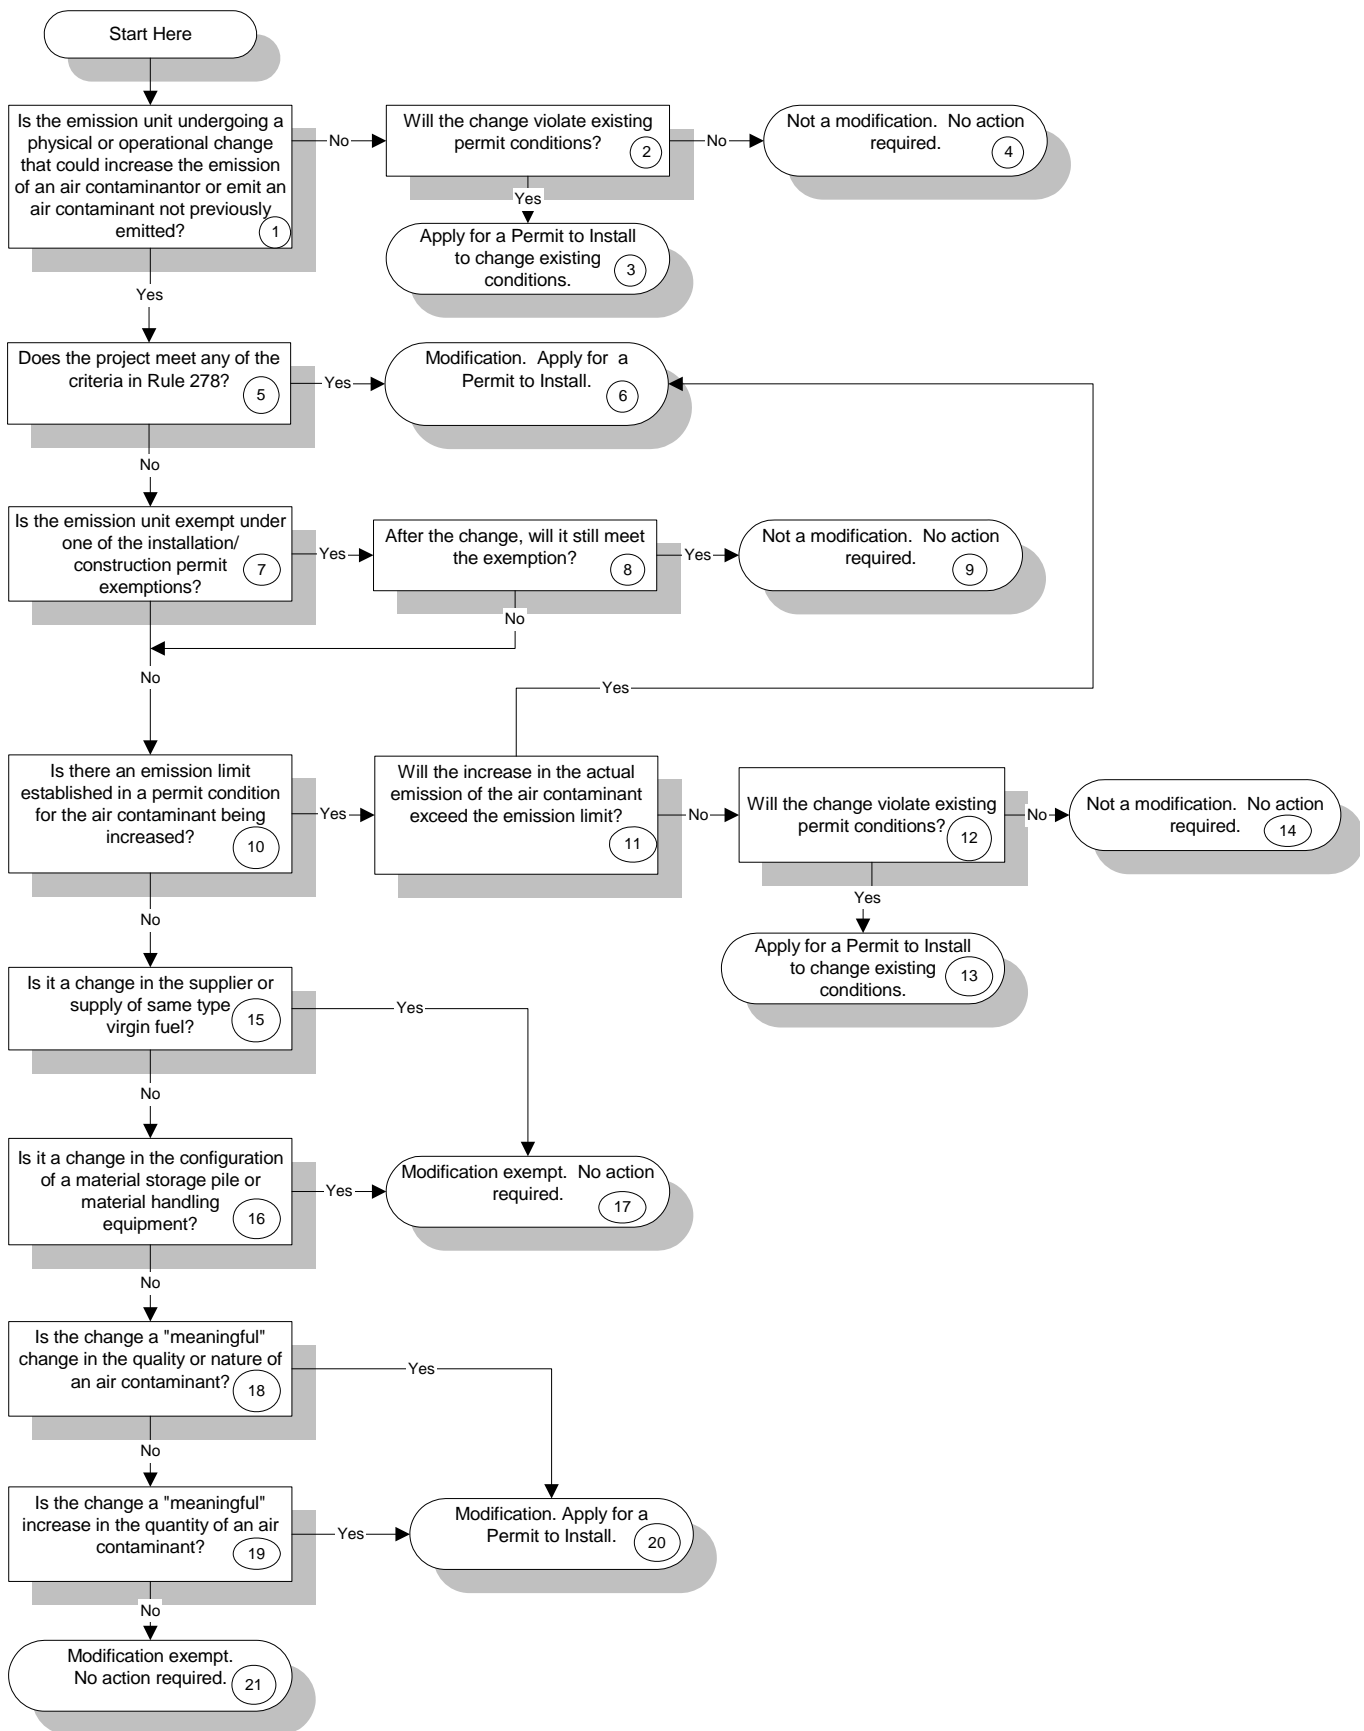 Start Here
Is the emission unit undergoing a
physical or operational change
that could increase the emission
of an air contaminantor or emit an
air contaminant not previously
emitted?
1
No
Will the change violate existing
permit conditions?
2
No
Not a modification. No action
required.
4
Yes
Apply for a Permit to Install
to change existing
conditions.
3
Yes
Does the project meet any of the
criteria in Rule 278?
5
Yes
Modification. Apply for a
Permit to Install.
6
No
Is the emission unit exempt under
one of the installation/
construction permit
exemptions?
7
Yes
After the change, will it still meet
the exemption?
8
Yes
Not a modification. No action
required.
9
No
No
Yes
Is there an emission limit
established in a permit condition
for the air contaminant being
increased?
10
Yes
Will the increase in the actual
emission of the air contaminant
exceed the emission limit?
11
No
Will the change violate existing
permit conditions?
12
No
Not a modification. No action
required.
14
Yes
Apply for a Permit to Install
to change existing
conditions.
13
No
Is it a change in the supplier or
supply of same type
virgin fuel?
15
Yes
No
Is it a change in the configuration
of a material storage pile or
material handling
equipment?
16
Yes
Modification exempt. No action
required.
17
No
Is the change a "meaningful"
change in the quality or nature of
an air contaminant?
18
Yes
No
Is the change a "meaningful"
increase in the quantity of an air
contaminant?
19
Yes
Modification. Apply for a
Permit to Install.
20
No
Modification exempt.
No action required.
21